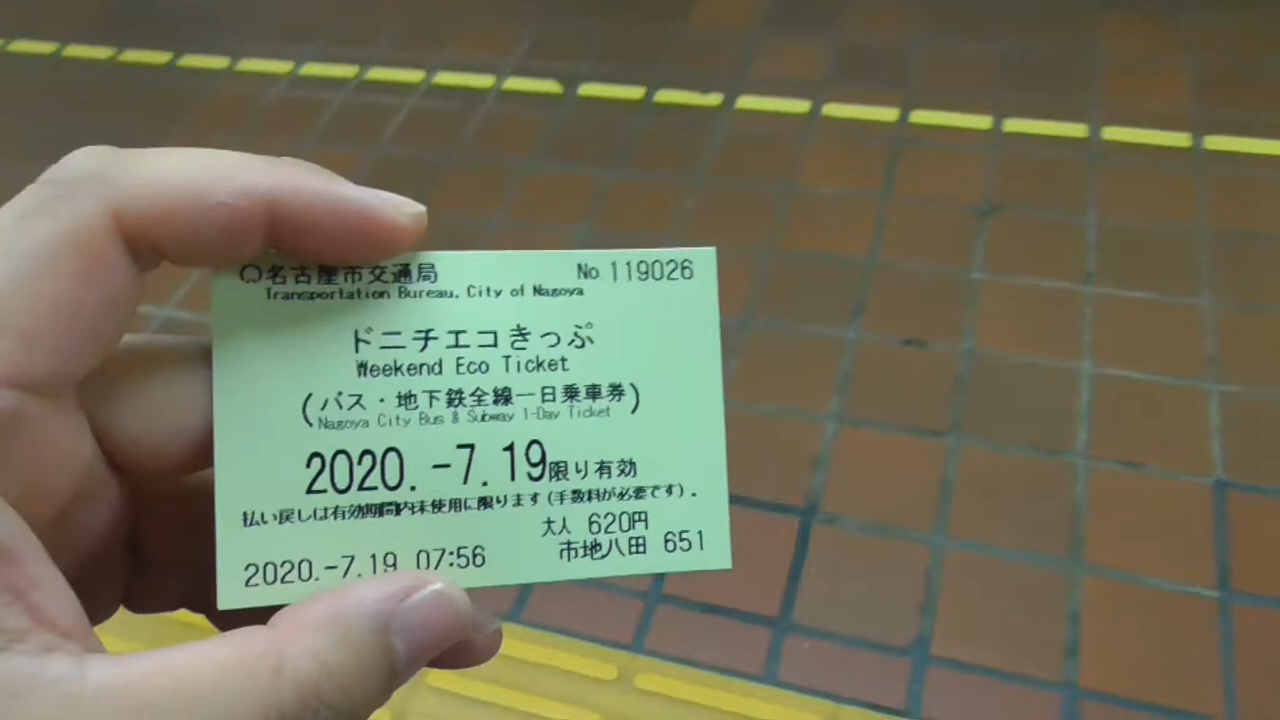 名古屋市交通局 No.119026
Transportation Bureau, City of Nagoya
ドニチエコきっぷ
Weekend Eco Ticket
(バス・地下鉄全線一日乗車券)
Nagoya City Bus & Subway 1-Day Ticket
2020.-7.19限り有効
払い戻しは有効期間内未使用に限ります(手数料が必要です)。
大人 620円
市地八田 651
2020.-7.19 07:56